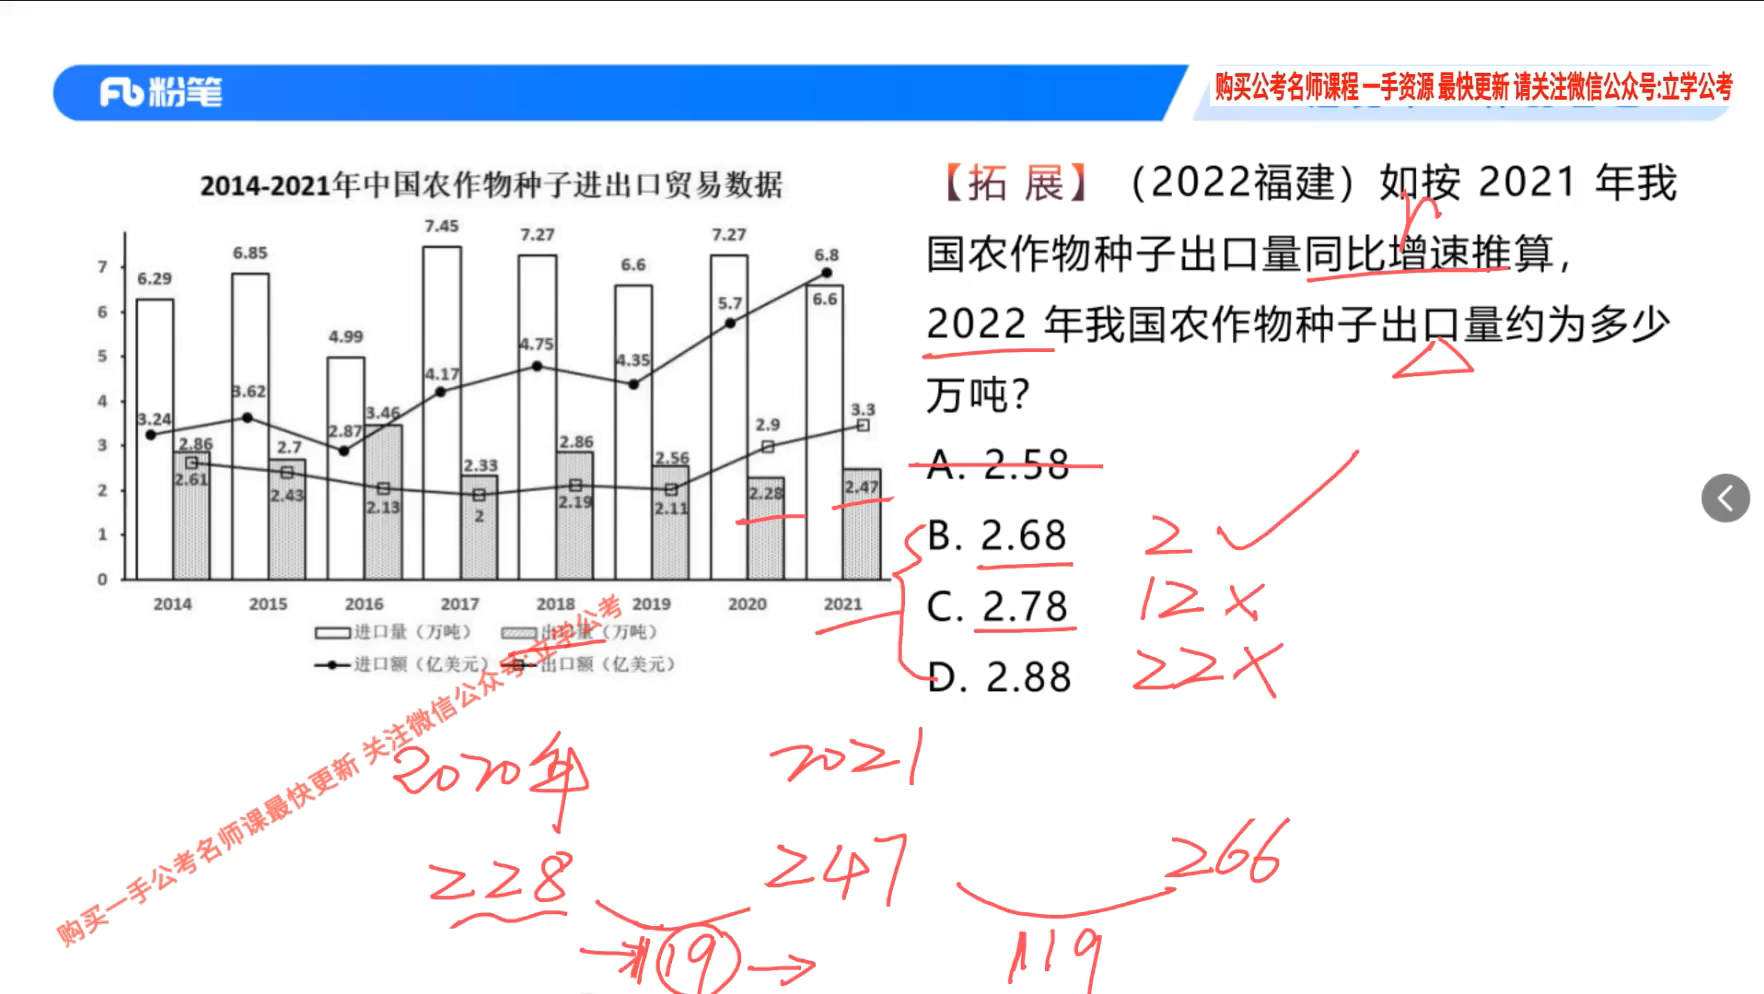 粉笔
购买公考名师课程 一手资源 最快更新 请关注微信公众号:立学公考
2014-2021年中国农作物种子进出口贸易数据
7
6
5
4
3
2
1
0
6.29
6.85
4.99
7.45
7.27
6.6
7.27
6.6
3.24
3.62
2.87
4.17
4.75
4.35
5.7
6.8
2.86
2.7
3.46
2.33
2.86
2.56
2.28
2.47
2.61
2.43
2.13
2
2.19
2.11
2.9
3.3
2014 2015 2016 2017 2018 2019 2020 2021
进口量（万吨） 出口量（万吨）
进口额（亿美元） 出口额（亿美元）
【拓 展】（2022福建）如按 2021 年我
国农作物种子出口量同比增速推算，
2022 年我国农作物种子出口量约为多少
万吨？
A. 2.58
B. 2.68
C. 2.78
D. 2.88
r
2
12 ×
22 ×
2020年 2021
228 247 266
19 119
购买一手公考名师课最快更新 关注微信公众号:立学公考